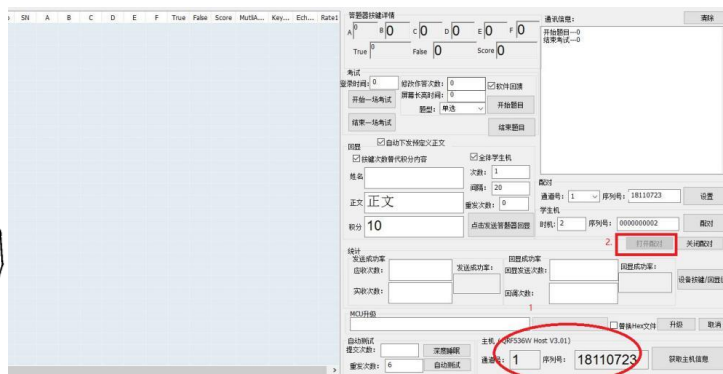 SN A B C D E F True False Score MutliA... Key... Ech... Rate1
答题器按键详情
A 0 B 0 C 0 D 0 E 0 F 0
True 0 False 0 Score 0
考试
登录时间: 0 修改作答次数: 0 软件回馈
屏幕长亮时间: 0
开始一场考试 题型: 单选 开始题目
结束一场考试 结束题目
回显 自动下发预定义正文
按键次数替代积分内容 全体学生机
姓名 次数: 1
间隔: 20
正文 正文 重发次数: 0
积分 10 点击发送答题器回显
统计
发送成功率 回显成功率
应收次数: 发送成功率: 回显发送次数: 回显成功率:
实收次数: 回调次数: 设备按键/回显
MCU升级
1
替换Hex文件 升级 取消
自动测试
提交次数: 深度睡眠
重发次数: 6 自动测试
主机 (QRF536W Host V3.01)
通道号: 1 序列号: 18110723 获取主机信息
通讯信息: 清除
开始题目---0
结束考试---0
配对
通道号: 1 序列号: 18110723 设置
学生机
时机: 2 序列号: 0000000002 配对
2. 打开配对 关闭配对